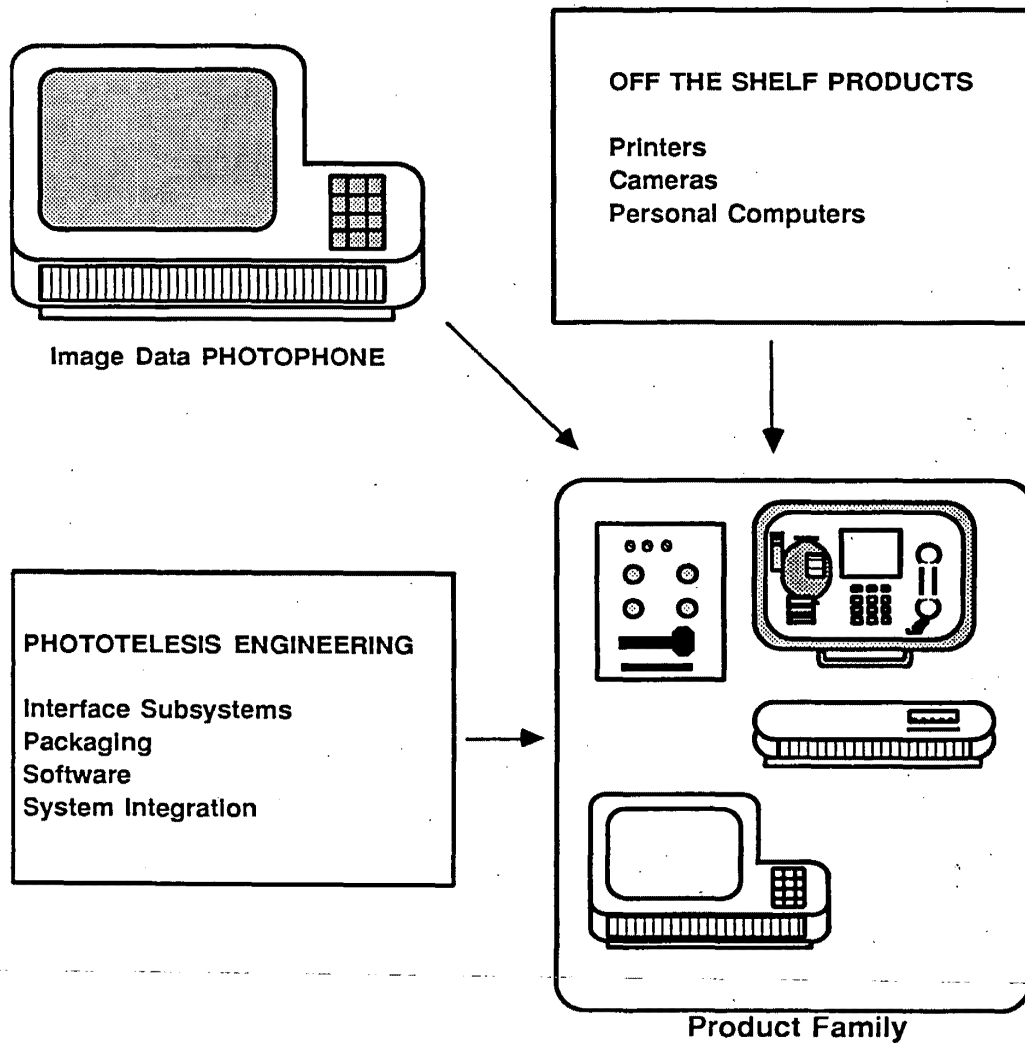 OFF THE SHELF PRODUCTS
Printers
Cameras
Personal Computers
Image Data PHOTOPHONE
PHOTOTELESIS ENGINEERING
Interface Subsystems
Packaging
Software
System Integration
Product Family